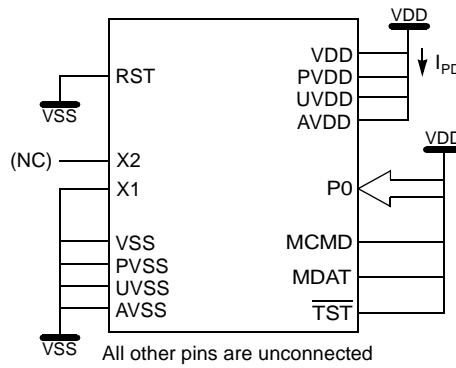 VDD
VDD
I_PD
PVDD
RST
UVDD
VSS
AVDD
VDD
(NC)
X2
X1
P0
VSS
MCMD
PVSS
UVSS
MDAT
AVSS
TST
VSS
All other pins are unconnected